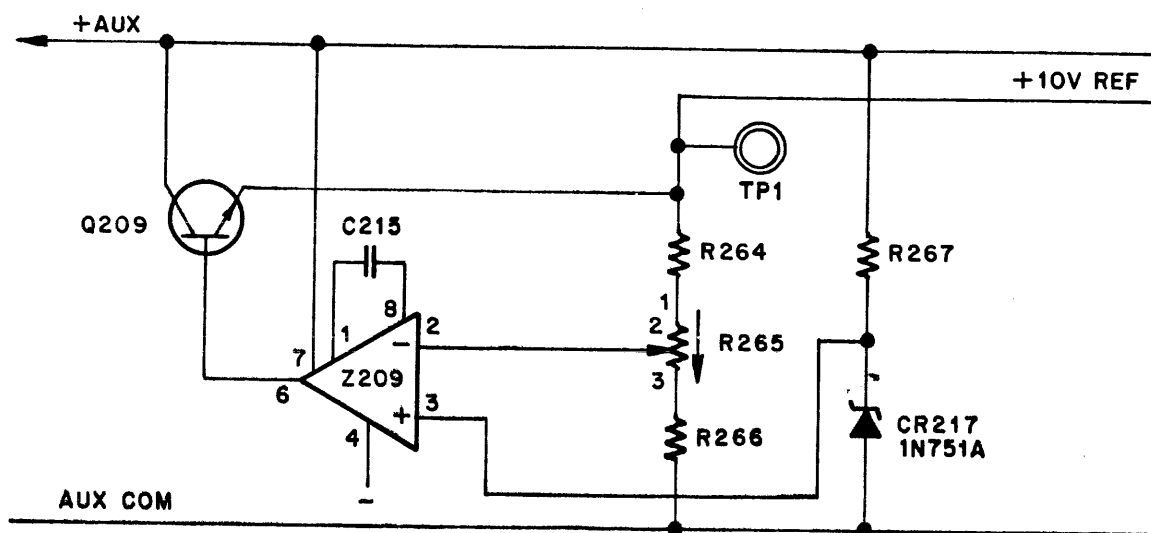 +AUX
+10V REF
TP1
Q209
C215
R264
R267
8
1
1
2
2
7
−
R265
Z209
6
3
3
+
4
R266
CR217
1N751A
~
AUX COM